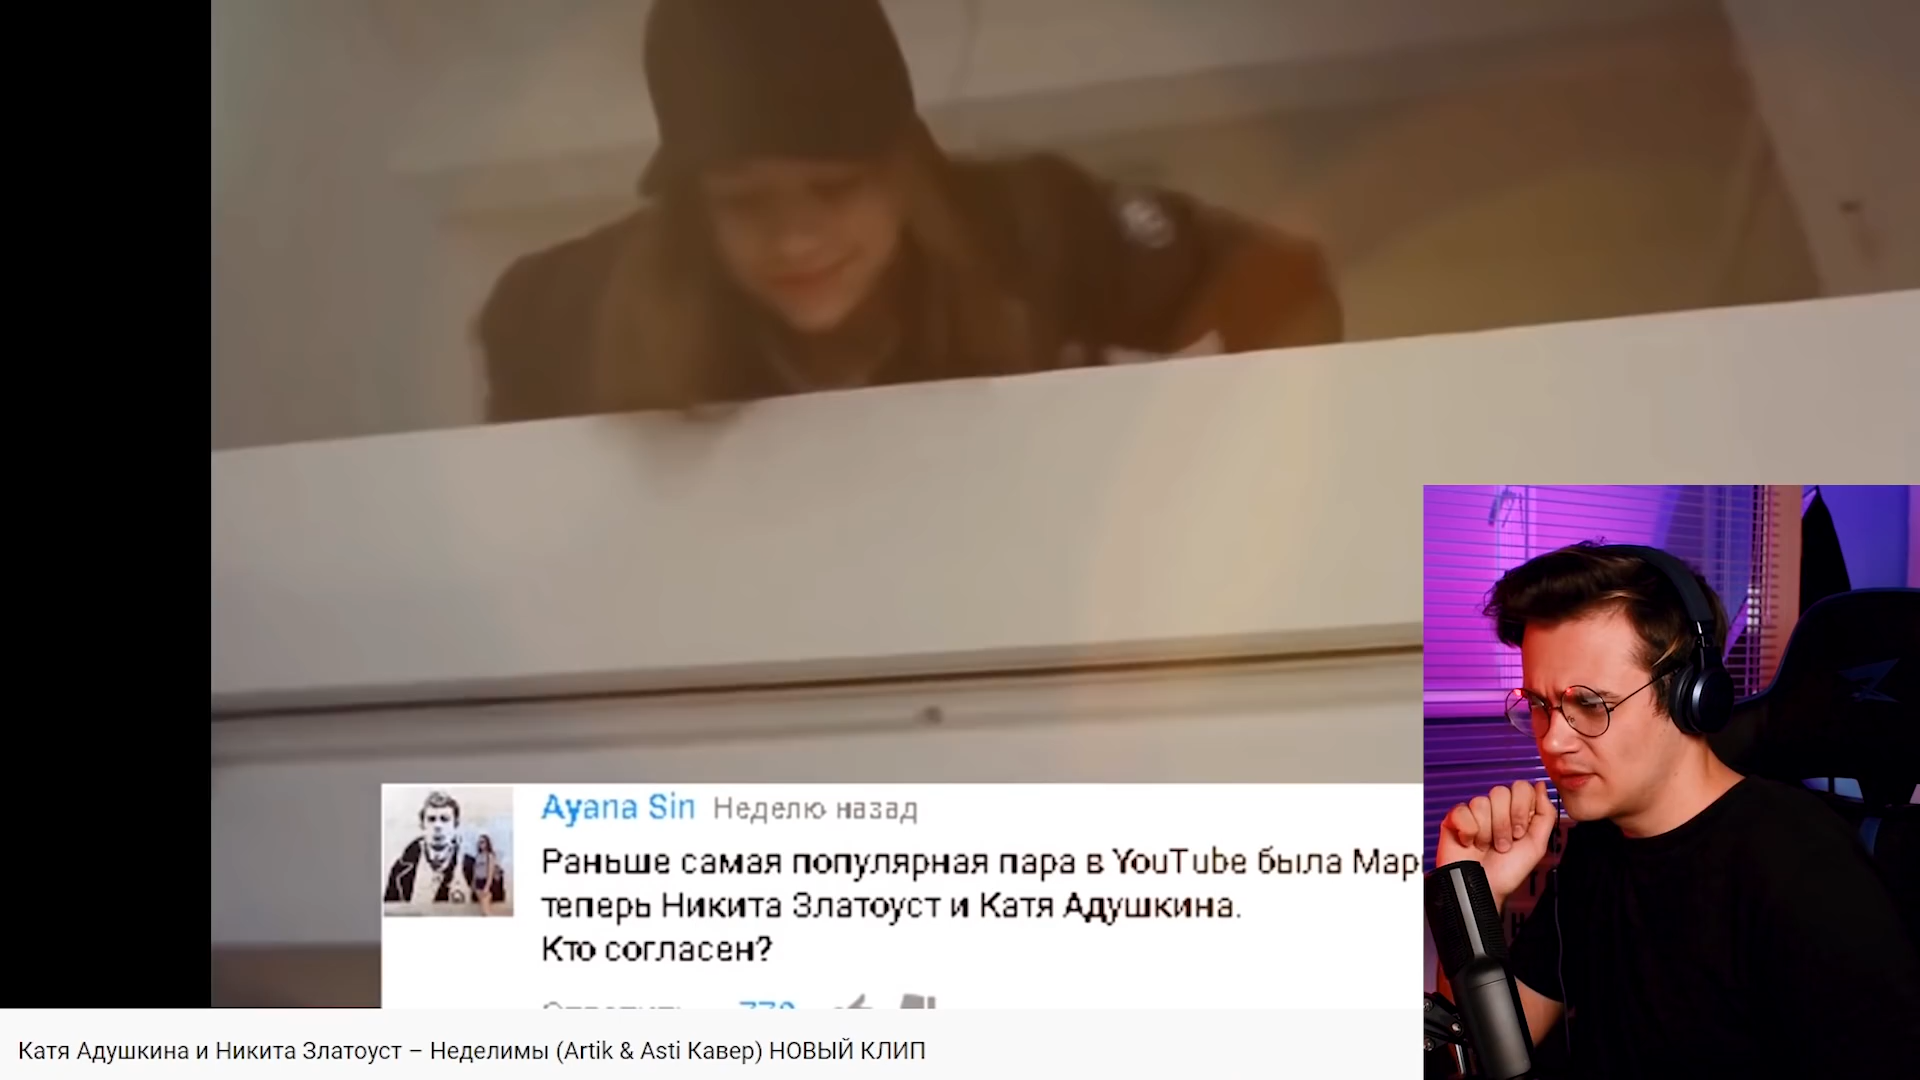 Ayana Sin Неделю назад
Раньше самая популярная пара в YouTube была
теперь Никита Златоуст и Катя Адушкина.
Кто согласен?
Катя Адушкина и Никита Златоуст – Неделимы (Artik & Asti Кавер) НОВЫЙ КЛИП